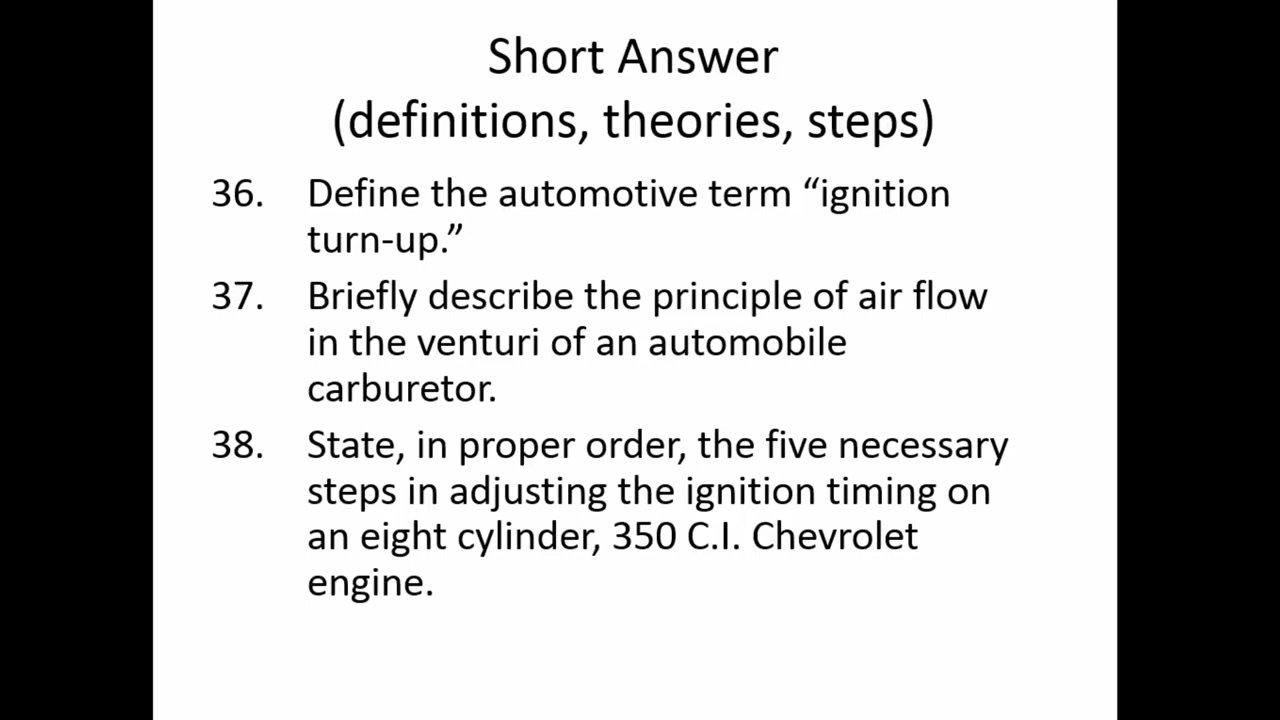 Short Answer
(definitions, theories, steps)
36. Define the automotive term “ignition
turn-up.”
37. Briefly describe the principle of air flow
in the venturi of an automobile
carburetor.
38. State, in proper order, the five necessary
steps in adjusting the ignition timing on
an eight cylinder, 350 C.I. Chevrolet
engine.